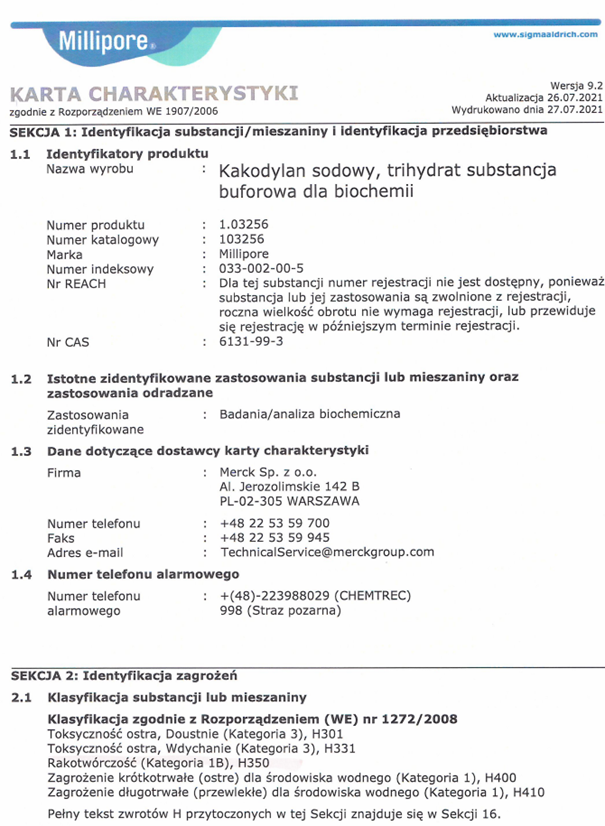 Millipore®
www.sigmaaldrich.com
KARTA CHARAKTERYSTYKI
zgodnie z Rozporządzeniem WE 1907/2006
Wersja 9.2
Aktualizacja 26.07.2021
Wydrukowano dnia 27.07.2021
SEKCJA 1: Identyfikacja substancji/mieszaniny i identyfikacja przedsiębiorstwa
1.1 Identyfikatory produktu
Nazwa wyrobu : Kakodylan sodowy, trihydrat substancja
buforowa dla biochemii
Numer produktu : 1.03256
Numer katalogowy : 103256
Marka : Millipore
Numer indeksowy : 033-002-00-5
Nr REACH : Dla tej substancji numer rejestracji nie jest dostępny, ponieważ
substancja lub jej zastosowania są zwolnione z rejestracji,
roczna wielkość obrotu nie wymaga rejestracji, lub przewiduje
się rejestrację w późniejszym terminie rejestracji.
Nr CAS : 6131-99-3
1.2 Istotne zidentyfikowane zastosowania substancji lub mieszaniny oraz
zastosowania odradzane
Zastosowania : Badania/analiza biochemiczna
zidentyfikowane
1.3 Dane dotyczące dostawcy karty charakterystyki
Firma : Merck Sp. z o.o.
Al. Jerozolimskie 142 B
PL-02-305 WARSZAWA
Numer telefonu : +48 22 53 59 700
Faks : +48 22 53 59 945
Adres e-mail : TechnicalService@merckgroup.com
1.4 Numer telefonu alarmowego
Numer telefonu : +(48)-223988029 (CHEMTREC)
alarmowego 998 (Straz pozarna)
SEKCJA 2: Identyfikacja zagrożeń
2.1 Klasyfikacja substancji lub mieszaniny
Klasyfikacja zgodnie z Rozporządzeniem (WE) nr 1272/2008
Toksyczność ostra, Doustnie (Kategoria 3), H301
Toksyczność ostra, Wdychanie (Kategoria 3), H331
Rakotwórczość (Kategoria 1B), H350
Zagrożenie krótkotrwałe (ostre) dla środowiska wodnego (Kategoria 1), H400
Zagrożenie długotrwałe (przewlekłe) dla środowiska wodnego (Kategoria 1), H410
Pełny tekst zwrotów H przytoczonych w tej Sekcji znajduje się w Sekcji 16.